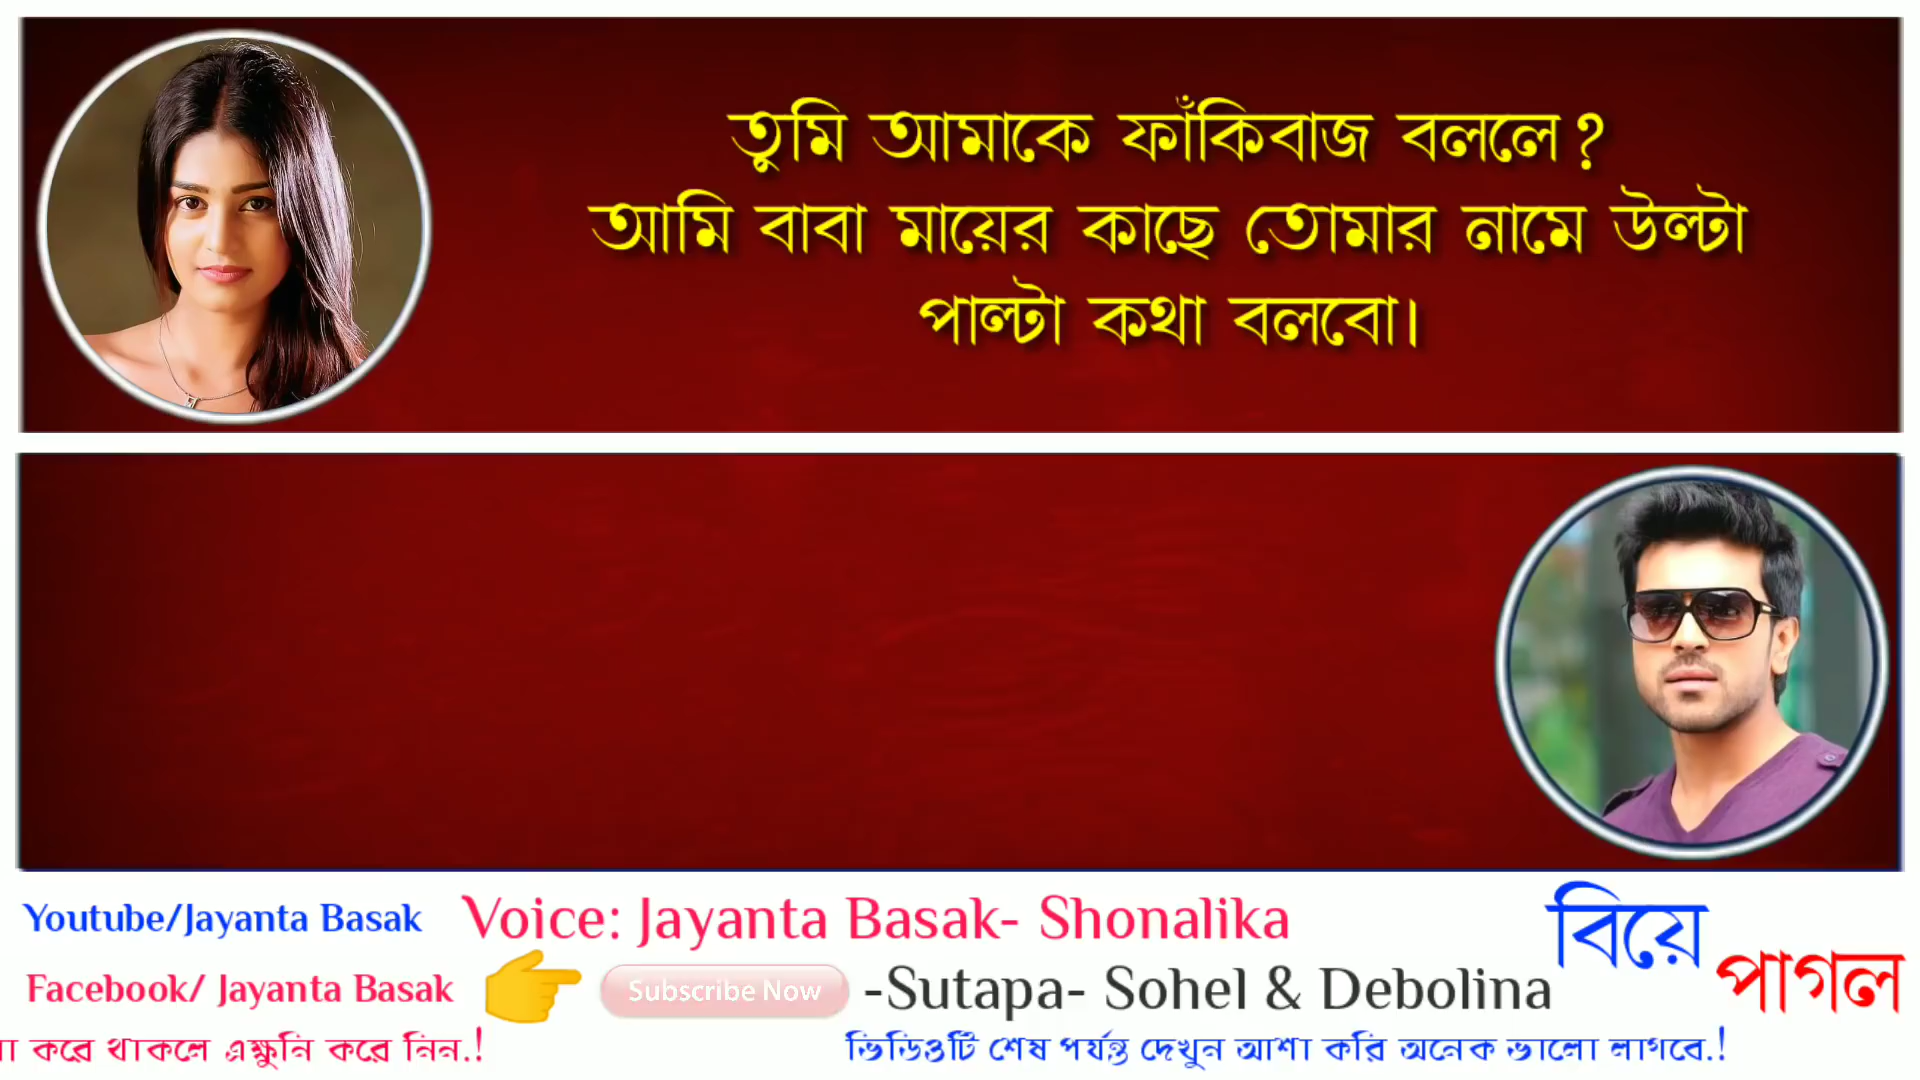 তুমি আমাকে ফাঁকিবাজ বললে?
আমি বাবা মায়ের কাছে তোমার নামে উল্টা
পাল্টা কথা বলবো।
Youtube/Jayanta Basak
Voice: Jayanta Basak- Shonalika
বিয়ে
পাগল
Facebook/ Jayanta Basak
Subscribe Now
-Sutapa- Sohel & Debolina
করে থাকলে এক্ষুনি করে নিন.!
ভিডিওটি শেষ পর্যন্ত দেখুন আশা করি অনেক ভালো লাগবে.!